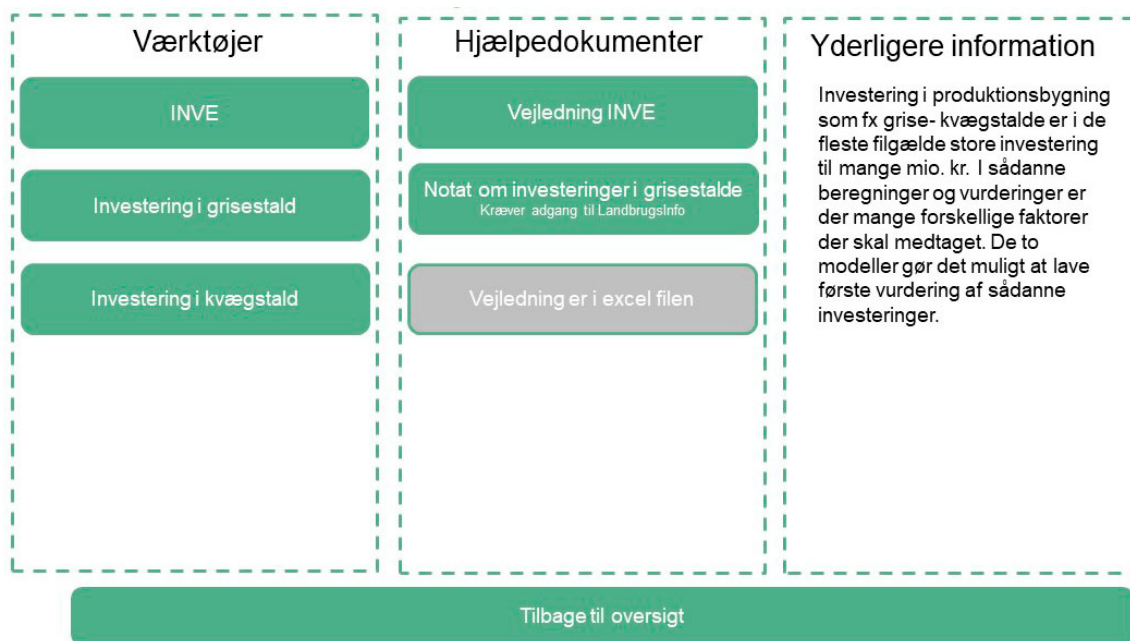 Værktøjer
INVE
Investering i grisestald
Investering i kvægstald
Hjælpedokumenter
Vejledning INVE
Notat om investeringer i grisestalde
Kræver adgang til LandbrugsInfo
Vejledning er i excel filen
Yderligere information
Investering i produktionsbygning
som fx grise- kvægstalde er i de
fleste filgælde store investering
til mange mio. kr. I sådanne
beregninger og vurderinger er
der mange forskellige faktorer
der skal medtaget. De to
modeller gør det muligt at lave
første vurdering af sådanne
investeringer.
Tilbage til oversigt